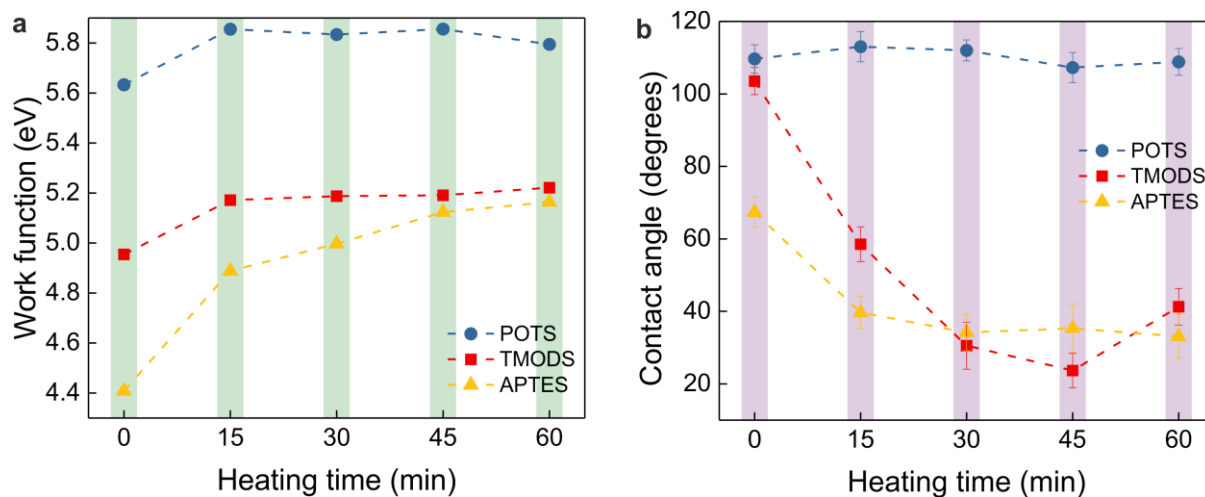 a
Work function (eV)
5.8
5.6
5.4
5.2
5.0
4.8
4.6
4.4
POTS
TMODS
APTES
0 15 30 45 60
Heating time (min)
b
Contact angle (degrees)
120
100
80
60
40
20
POTS
TMODS
APTES
0 15 30 45 60
Heating time (min)